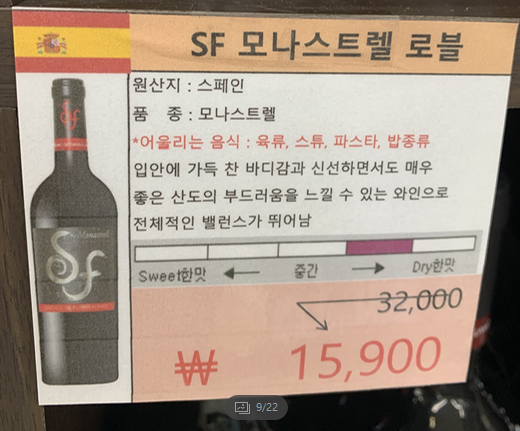 SF 모나스트렐 로블
원산지 : 스페인
품 종 : 모나스트렐
*어울리는 음식 : 육류, 스튜, 파스타, 밥종류
입안에 가득 찬 바디감과 신선하면서도 매우
좋은 산도의 부드러움을 느낄 수 있는 와인으로
전체적인 밸런스가 뛰어남
Sweet한맛 중간 Dry한맛
32,000
₩ 15,900
Sf
Sf
9/22